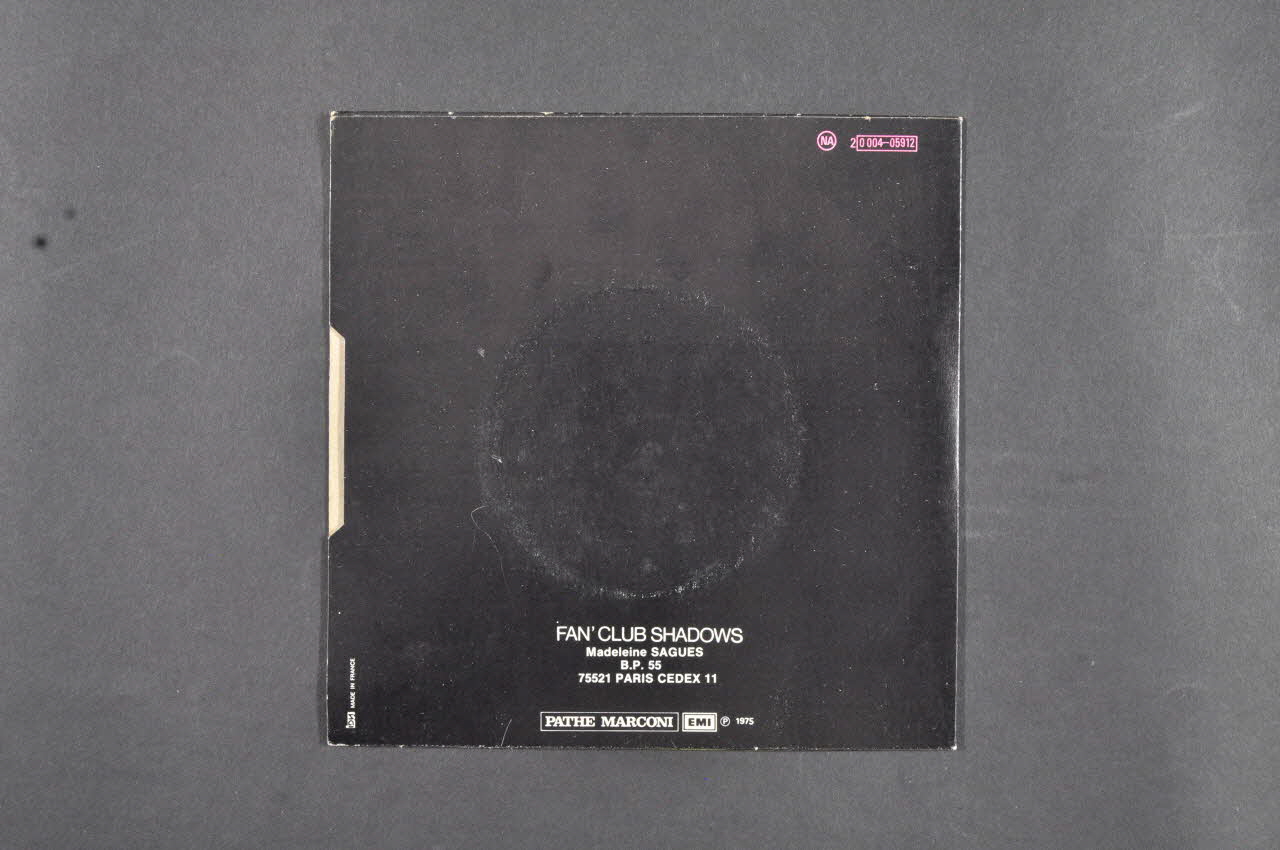 NA 2 0 004-05912
FAN' CLUB SHADOWS
Madeleine SAGUES
B.P. 55
75521 PARIS CEDEX 11
MADE IN FRANCE
PATHE MARCONI EMI ℗ 1975